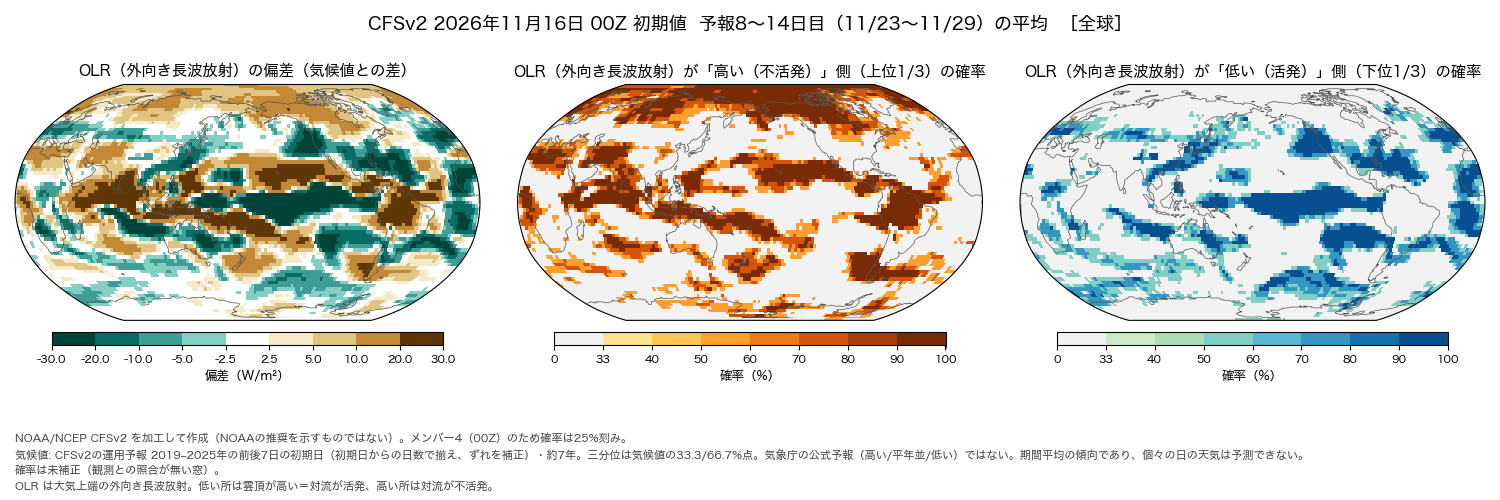 CFSv2 2026年11月16日 00Z 初期値 予報8～14日目（11/23～11/29）の平均 ［全球］
OLR（外向き長波放射）の偏差（気候値との差）
OLR（外向き長波放射）が「高い（不活発）」側（上位1/3）の確率
OLR（外向き長波放射）が「低い（活発）」側（下位1/3）の確率
-30.0 -20.0 -10.0 -5.0 -2.5 2.5 5.0 10.0 20.0 30.0
偏差（W/m²）
0 33 40 50 60 70 80 90 100
確率（%）
0 33 40 50 60 70 80 90 100
確率（%）
NOAA/NCEP CFSv2 を加工して作成（NOAAの推奨を示すものではない）。メンバー4（00Z）のため確率は25%刻み。
気候値: CFSv2の運用予報 2019–2025年の前後7日の初期日（初期日からの日数で揃え、ずれを補正）・約7年。三分位は気候値の33.3/66.7%点。気象庁の公式予報（高い/平年並/低い）ではない。期間平均の傾向であり、個々の日の天気は予測できない。
確率は未補正（観測との照合が無い窓）。
OLR は大気上端の外向き長波放射。低い所は雲頂が高い＝対流が活発、高い所は対流が不活発。